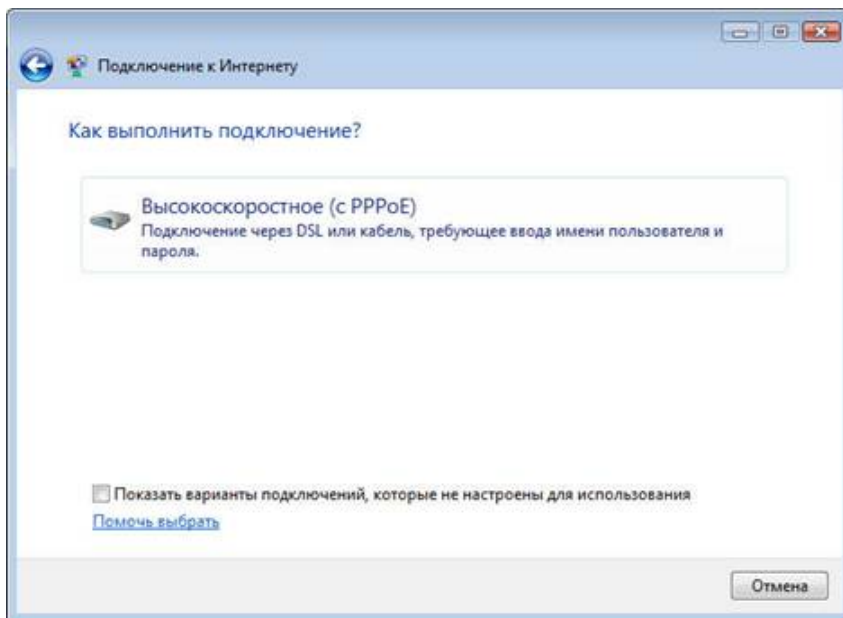 Подключение к Интернету
Как выполнить подключение?
Высокоскоростное (с PPPoE)
Подключение через DSL или кабель, требующее ввода имени пользователя и
пароля.
Показать варианты подключений, которые не настроены для использования
Помочь выбрать
Отмена